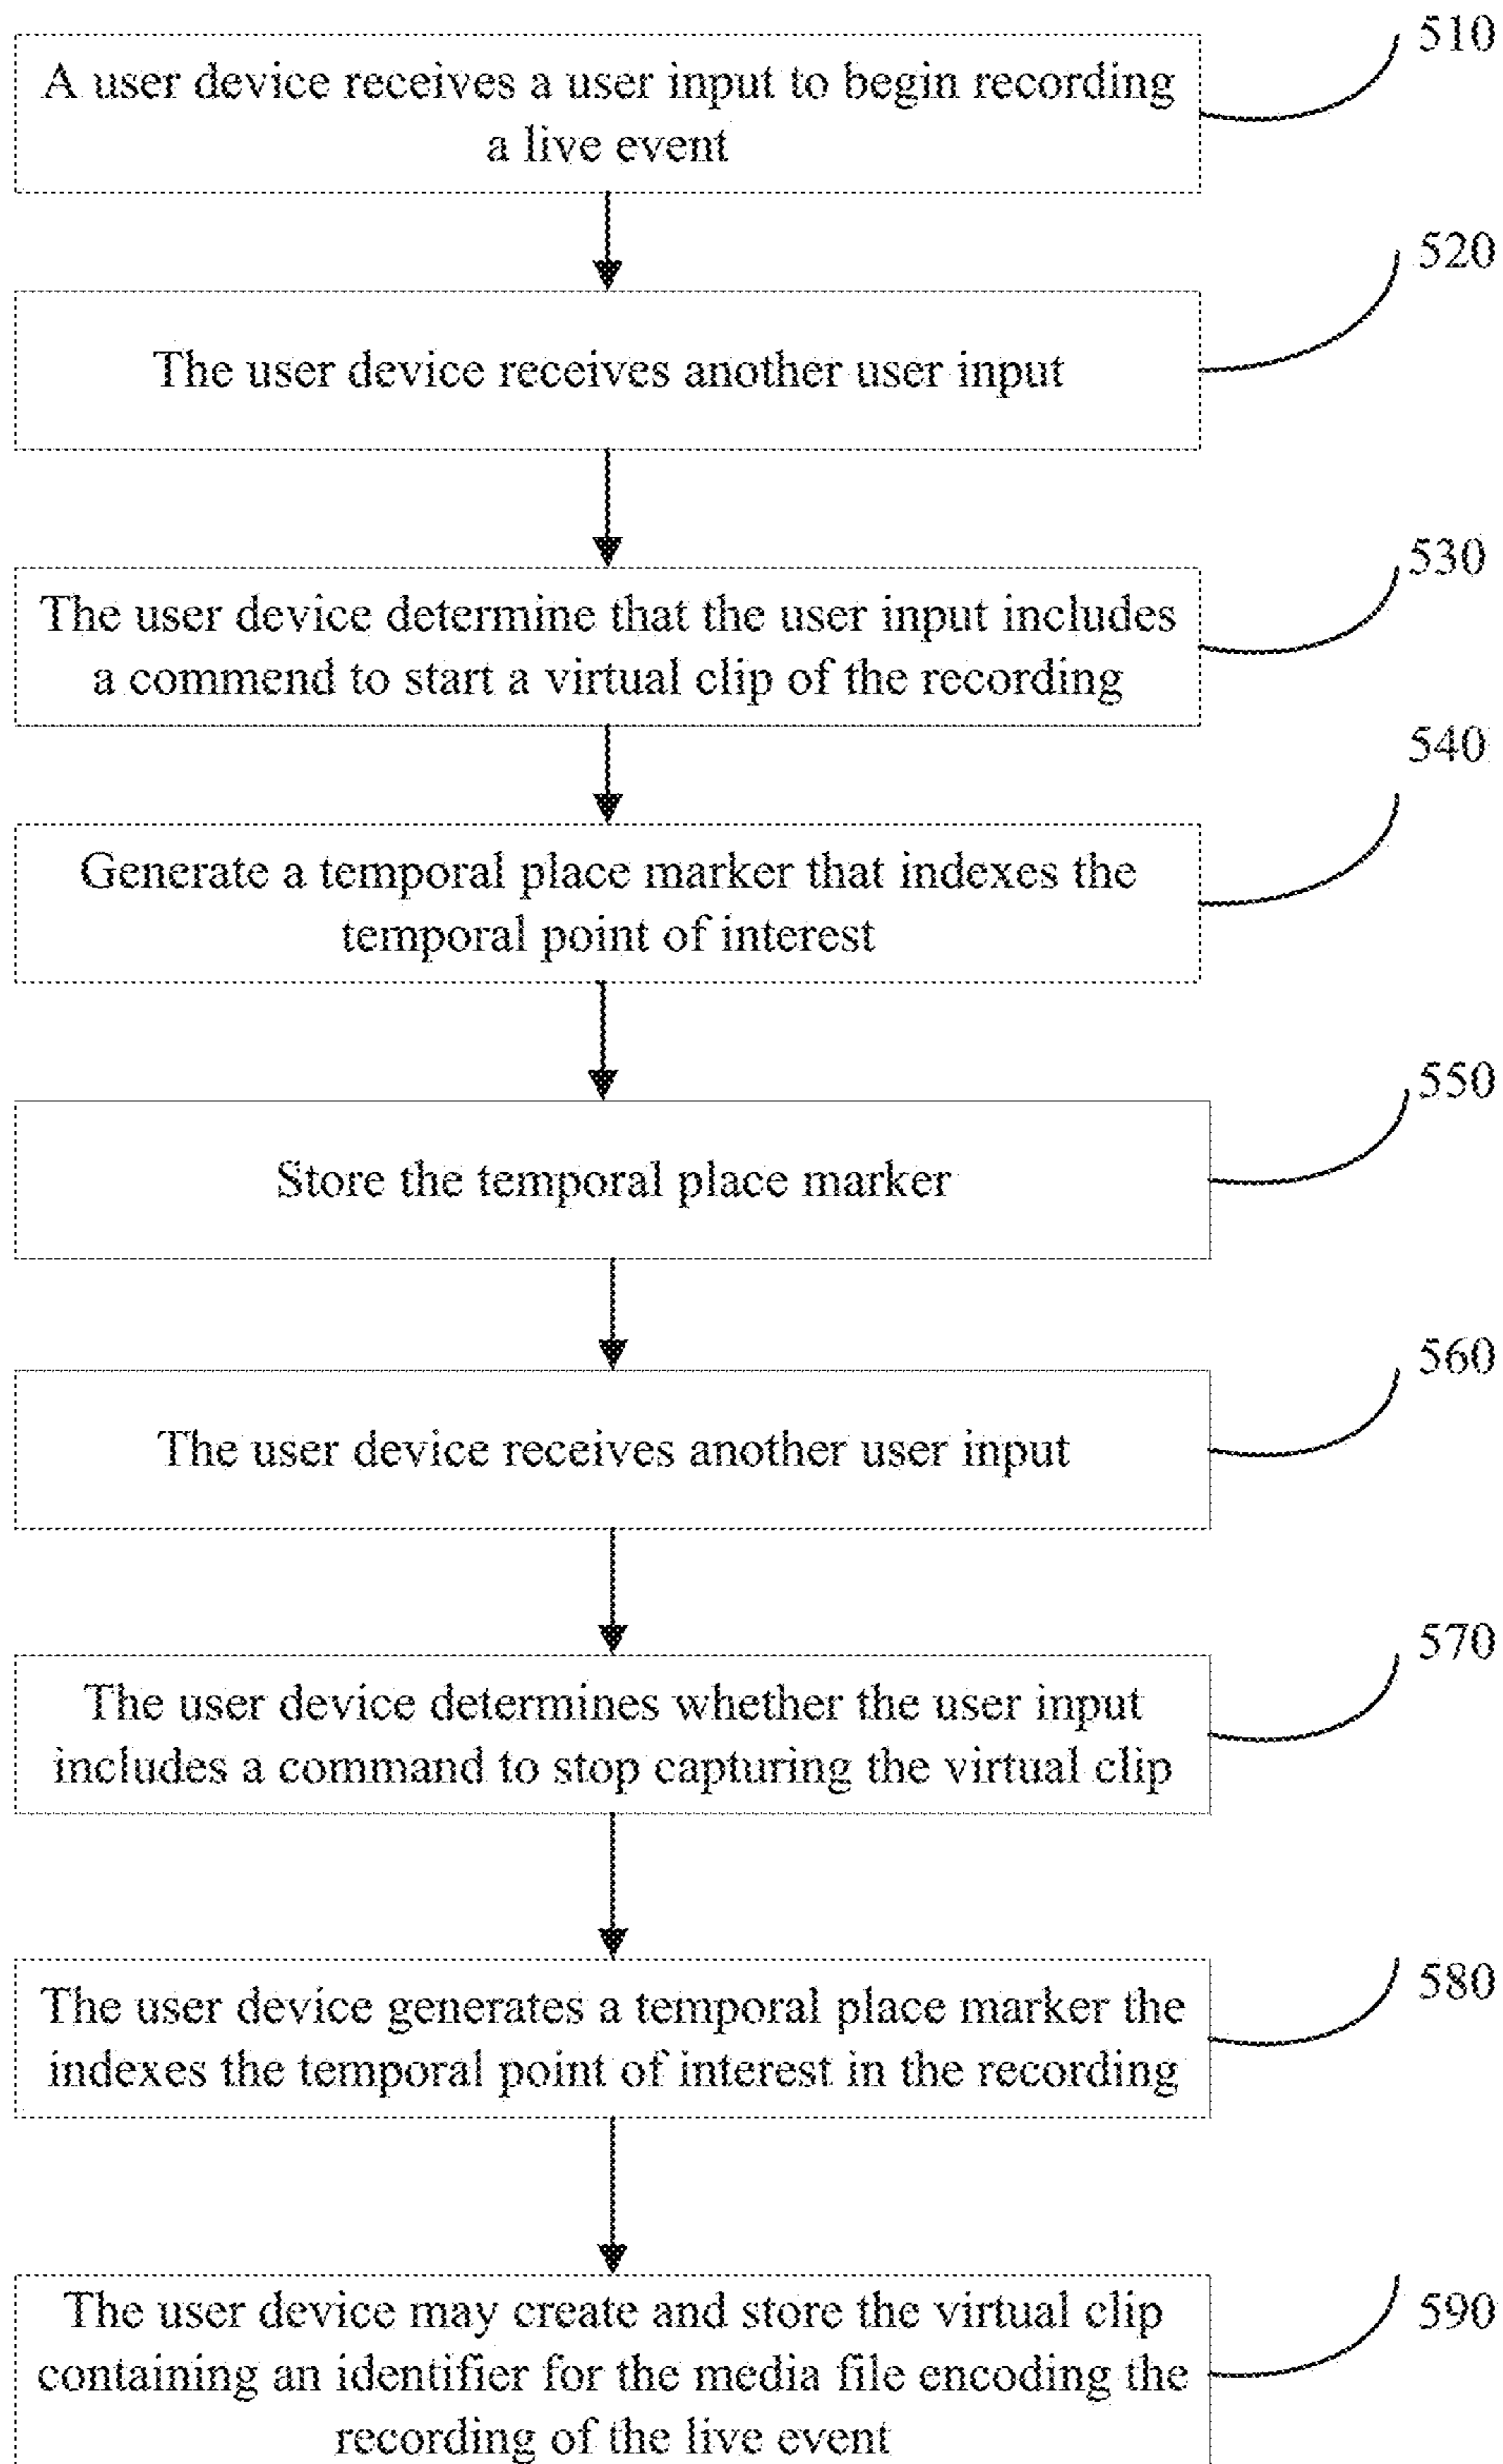 510
A user device receives a user input to begin recording
a live event
520
The user device receives another user input
530
The user device determine that the user input includes
a commend to start a virtual clip of the recording
540
Generate a temporal place marker that indexes the
temporal point of interest
550
Store the temporal place marker
560
The user device receives another user input
570
The user device determines whether the user input
includes a command to stop capturing the virtual clip
580
The user device generates a temporal place marker the
indexes the temporal point of interest in the recording
590
The user device may create and store the virtual clip
containing an identifier for the media file encoding the
recording of the live event